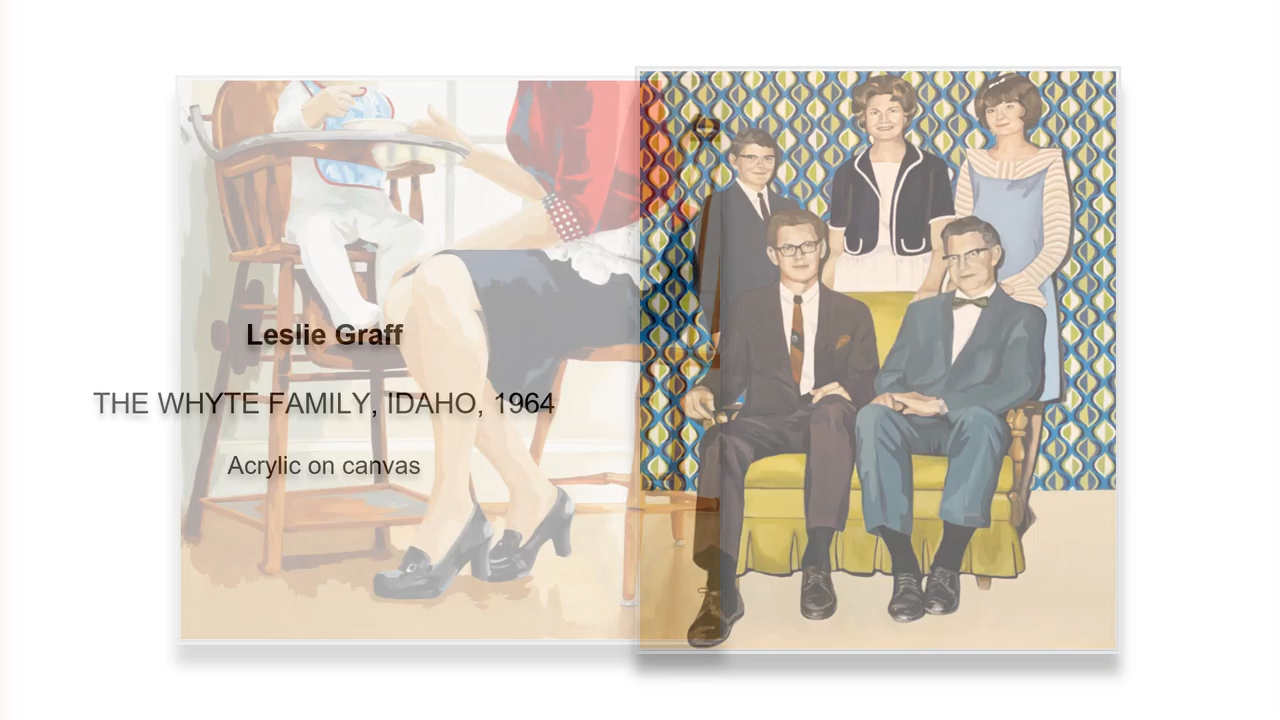 Leslie Graff
THE WHYTE FAMILY, IDAHO, 1964
Acrylic on canvas